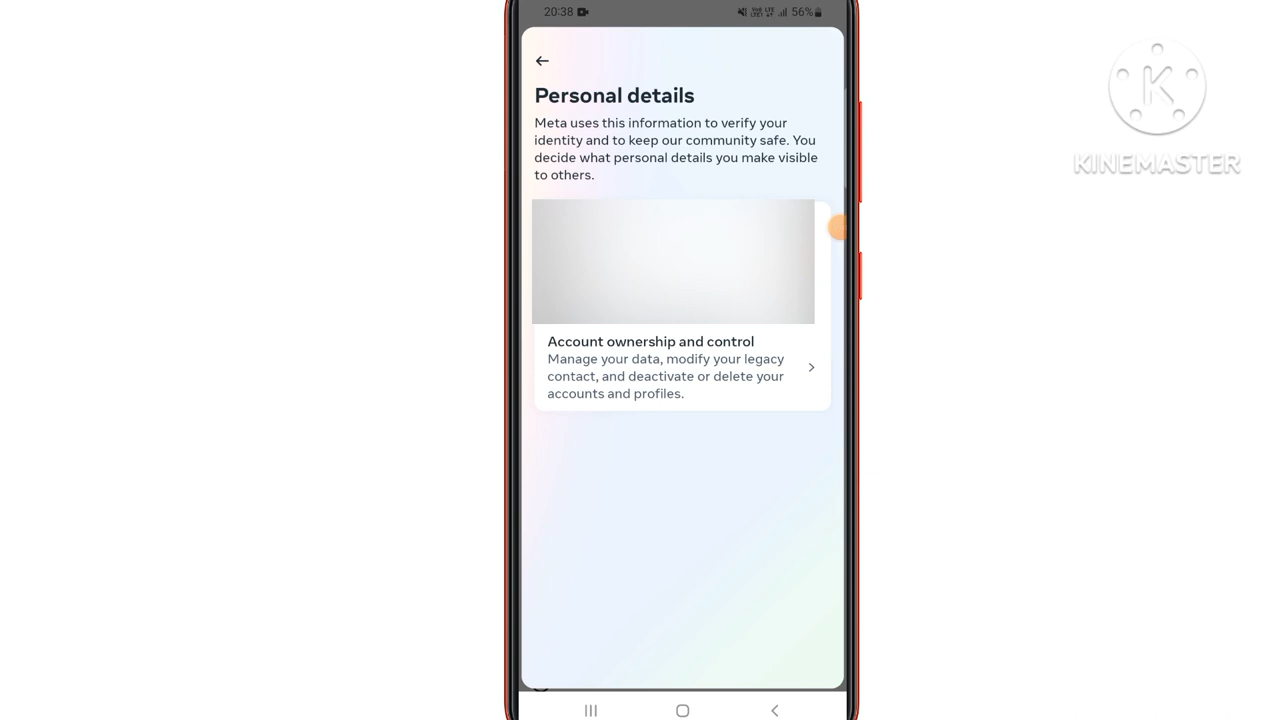 20:38
56%
Personal details
Meta uses this information to verify your
identity and to keep our community safe. You
decide what personal details you make visible
to others.
Account ownership and control
Manage your data, modify your legacy
contact, and deactivate or delete your
accounts and profiles.
K
KINEMASTER